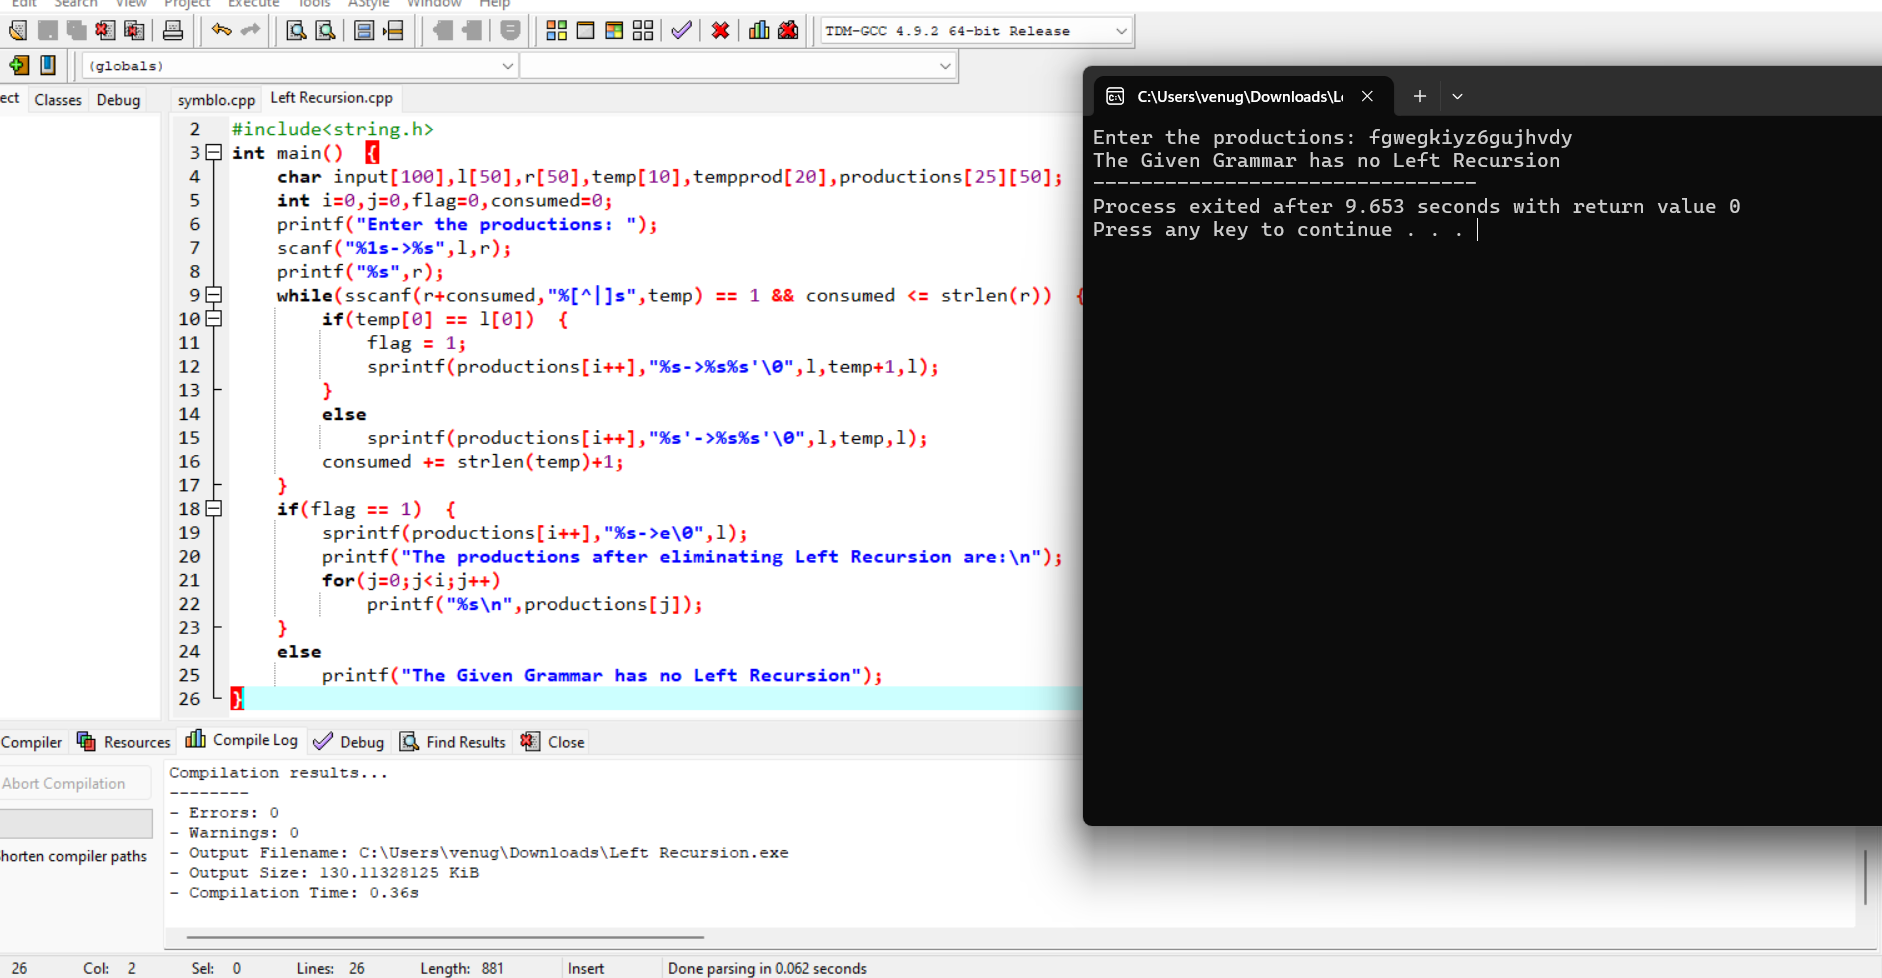 Edit Search View Project Execute Tools AStyle Window Help
TDM-GCC 4.9.2 64-bit Release
(globals)
ect Classes Debug
symblo.cpp Left Recursion.cpp
2 #include<string.h>
3 int main() {
4 char input[100],l[50],r[50],temp[10],tempprod[20],productions[25][50];
5 int i=0,j=0,flag=0,consumed=0;
6 printf("Enter the productions: ");
7 scanf("%1s->%s",l,r);
8 printf("%s",r);
9 while(sscanf(r+consumed,"%[^|]s",temp) == 1 && consumed <= strlen(r)) {
10 if(temp[0] == l[0]) {
11 flag = 1;
12 sprintf(productions[i++],"%s->%s%s'\0",l,temp+1,l);
13 }
14 else
15 sprintf(productions[i++],"%s'->%s%s'\0",l,temp,l);
16 consumed += strlen(temp)+1;
17 }
18 if(flag == 1) {
19 sprintf(productions[i++],"%s->e\0",l);
20 printf("The productions after eliminating Left Recursion are:\n");
21 for(j=0;j<i;j++)
22 printf("%s\n",productions[j]);
23 }
24 else
25 printf("The Given Grammar has no Left Recursion");
26 }
C:\Users\venug\Downloads\L
Enter the productions: fgwegkiyz6gujhvdy
The Given Grammar has no Left Recursion
--------------------------------
Process exited after 9.653 seconds with return value 0
Press any key to continue . . .
Compiler Resources Compile Log Debug Find Results Close
Abort Compilation
horten compiler paths
Compilation results...
--------
- Errors: 0
- Warnings: 0
- Output Filename: C:\Users\venug\Downloads\Left Recursion.exe
- Output Size: 130.11328125 KiB
- Compilation Time: 0.36s
26 Col: 2 Sel: 0 Lines: 26 Length: 881 Insert Done parsing in 0.062 seconds